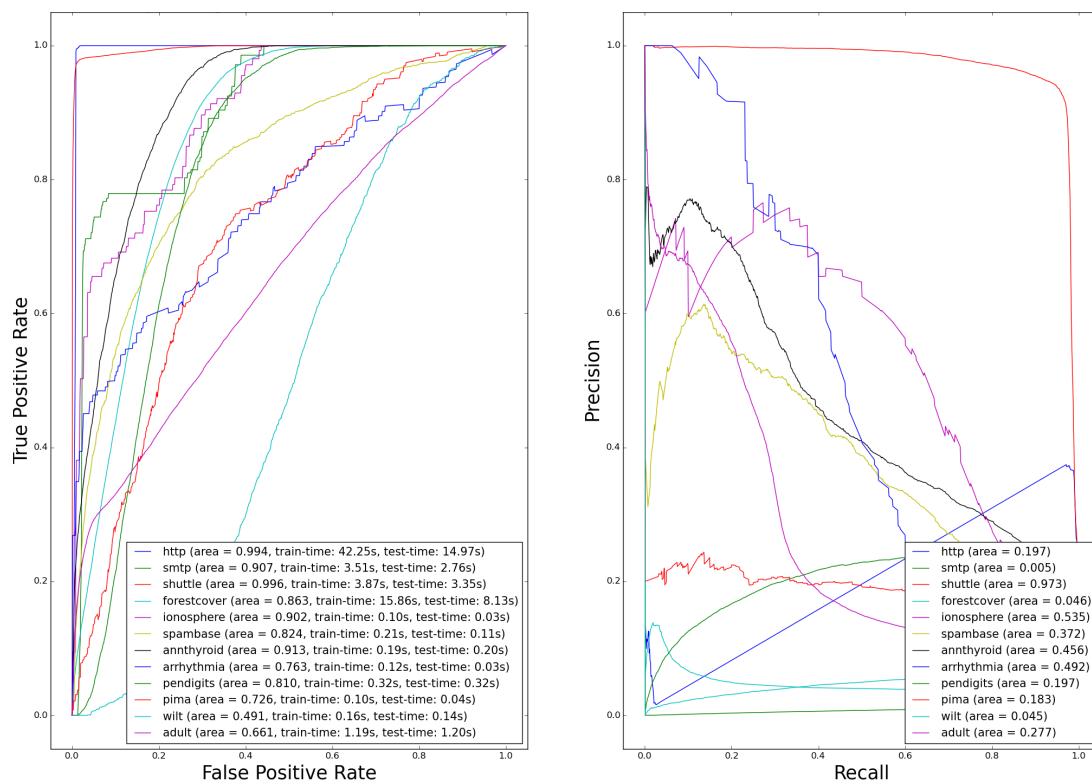 1.0
0.8
0.6
0.4
0.2
0.0
True Positive Rate
0.0 0.2 0.4 0.6 0.8 1.0
False Positive Rate
http (area = 0.994, train-time: 42.25s, test-time: 14.97s)
smtp (area = 0.907, train-time: 3.51s, test-time: 2.76s)
shuttle (area = 0.996, train-time: 3.87s, test-time: 3.35s)
forestcover (area = 0.863, train-time: 15.86s, test-time: 8.13s)
ionosphere (area = 0.902, train-time: 0.10s, test-time: 0.03s)
spambase (area = 0.824, train-time: 0.21s, test-time: 0.11s)
annthyroid (area = 0.913, train-time: 0.19s, test-time: 0.20s)
arrhythmia (area = 0.763, train-time: 0.12s, test-time: 0.03s)
pendigits (area = 0.810, train-time: 0.32s, test-time: 0.32s)
pima (area = 0.726, train-time: 0.10s, test-time: 0.04s)
wilt (area = 0.491, train-time: 0.16s, test-time: 0.14s)
adult (area = 0.661, train-time: 1.19s, test-time: 1.20s)
1.0
0.8
0.6
0.4
0.2
0.0
Precision
0.0 0.2 0.4 0.6 0.8 1.0
Recall
http (area = 0.197)
smtp (area = 0.005)
shuttle (area = 0.973)
forestcover (area = 0.046)
ionosphere (area = 0.535)
spambase (area = 0.372)
annthyroid (area = 0.456)
arrhythmia (area = 0.492)
pendigits (area = 0.197)
pima (area = 0.183)
wilt (area = 0.045)
adult (area = 0.277)